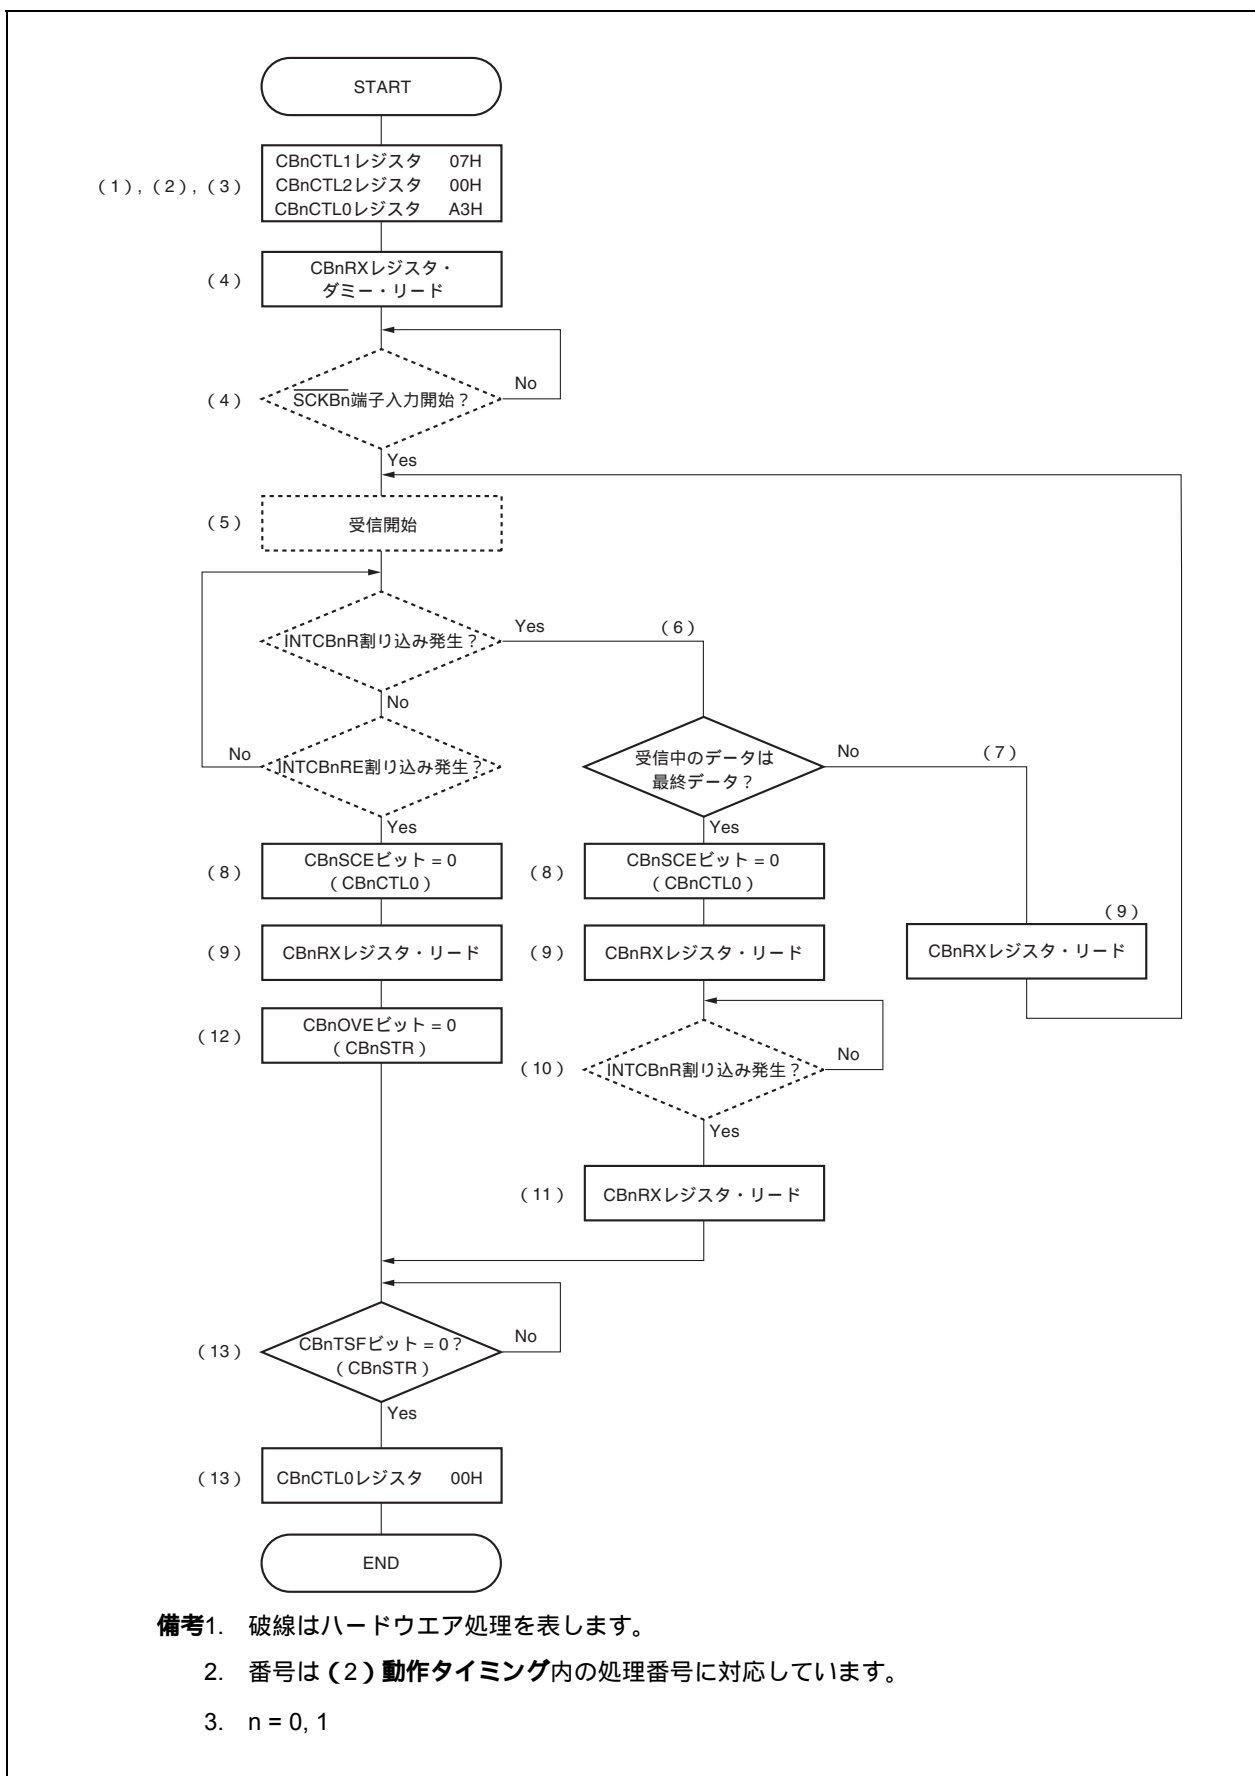 START
(1), (2), (3)
CBnCTL1レジスタ 07H
CBnCTL2レジスタ 00H
CBnCTL0レジスタ A3H
(4)
CBnRXレジスタ・
ダミー・リード
(4)
SCKBn端子入力開始？
No
Yes
(5)
受信開始
INTCBnR割り込み発生？
Yes
(6)
No
INTCBnRE割り込み発生？
No
Yes
受信中のデータは
最終データ？
No
(7)
Yes
(8)
CBnSCEビット = 0
(CBnCTL0)
(8)
CBnSCEビット = 0
(CBnCTL0)
(9)
CBnRXレジスタ・リード
(9)
CBnRXレジスタ・リード
(9)
CBnRXレジスタ・リード
(12)
CBnOVEビット = 0
(CBnSTR)
(10)
INTCBnR割り込み発生？
No
Yes
(11)
CBnRXレジスタ・リード
(13)
CBnTSFビット = 0？
(CBnSTR)
No
Yes
(13)
CBnCTL0レジスタ 00H
END
備考1. 破線はハードウエア処理を表します。
2. 番号は(2)動作タイミング内の処理番号に対応しています。
3. n = 0, 1